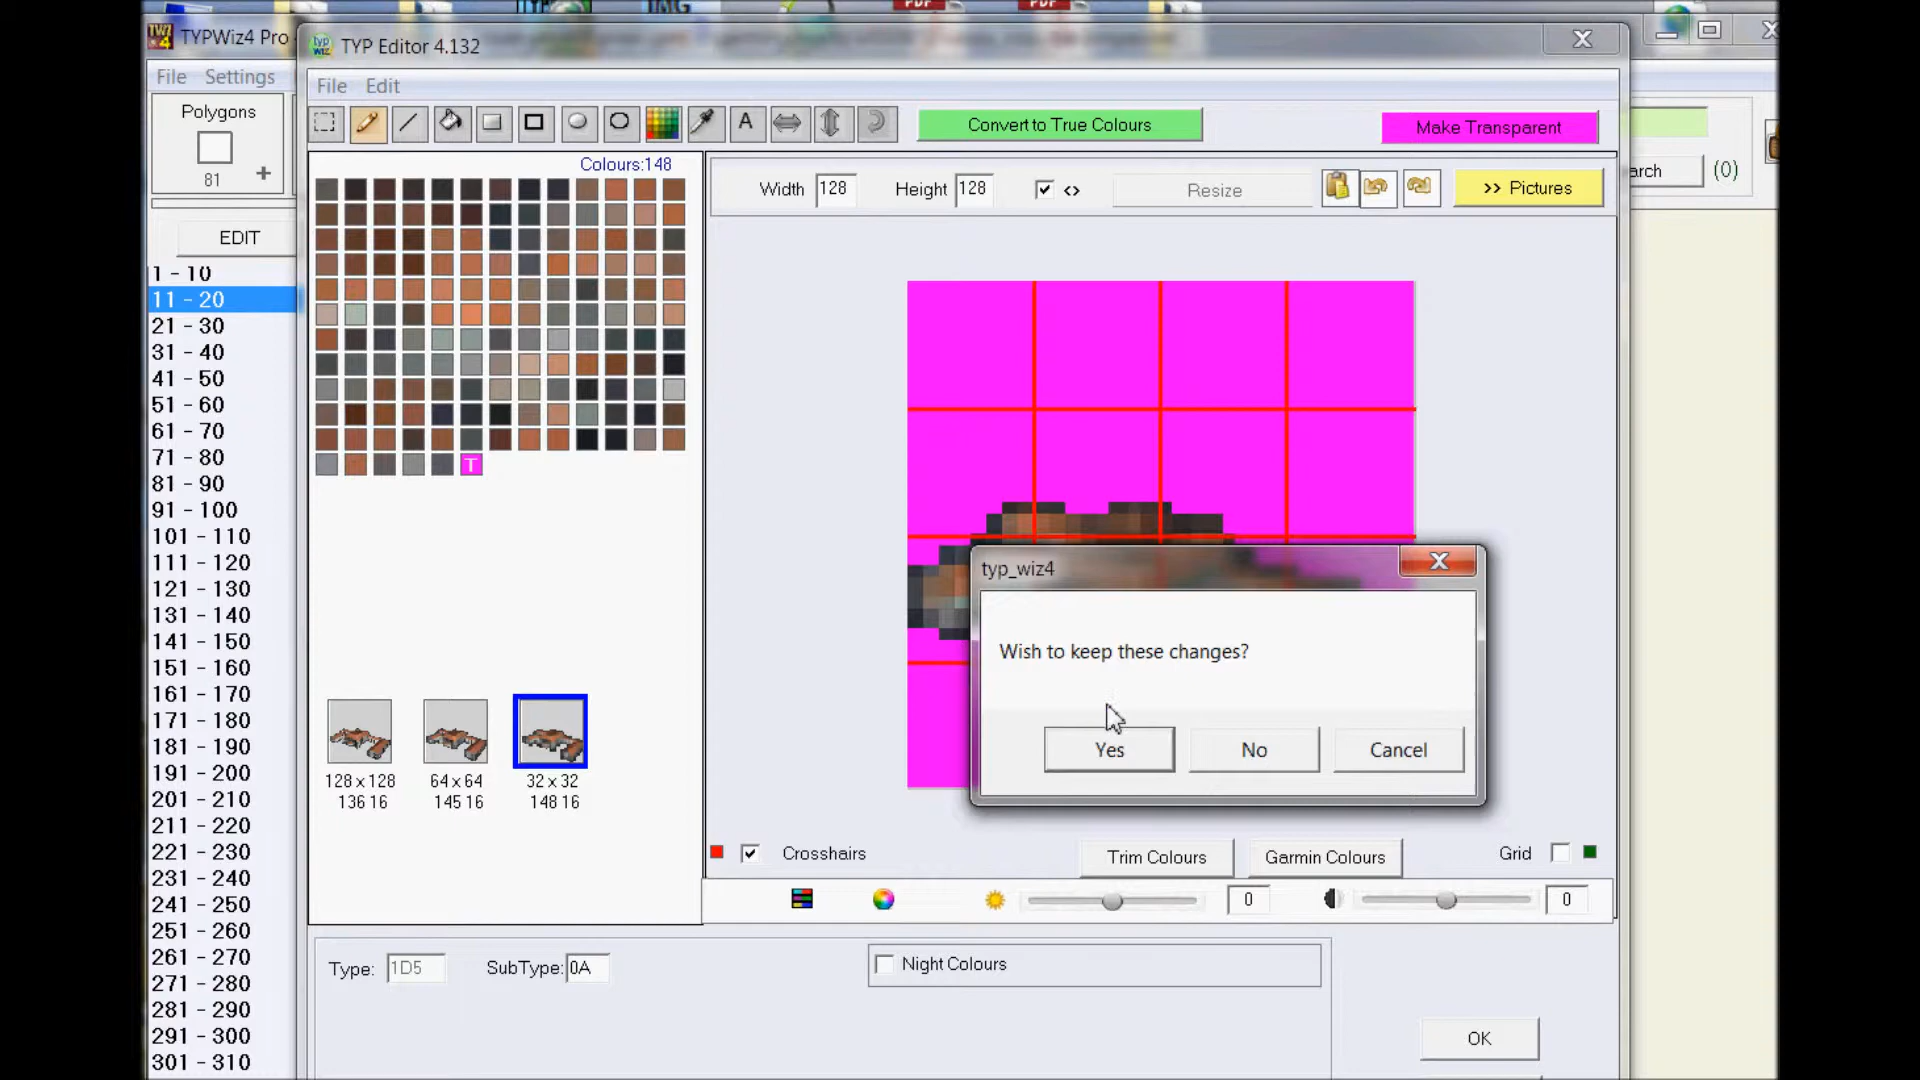 TYPWiz4 Pro
TYP Editor 4.132
File Settings
Polygons
81
+
EDIT
1 - 10
11 - 20
21 - 30
31 - 40
41 - 50
51 - 60
61 - 70
71 - 80
81 - 90
91 - 100
101 - 110
111 - 120
121 - 130
131 - 140
141 - 150
151 - 160
161 - 170
171 - 180
181 - 190
191 - 200
201 - 210
211 - 220
221 - 230
231 - 240
241 - 250
251 - 260
261 - 270
271 - 280
281 - 290
291 - 300
301 - 310
File Edit
A
Convert to True Colours
Make Transparent
arch (0)
Colours:148
T
Width 128 Height 128 <> Resize >> Pictures
128 x 128
136 16
64 x 64
145 16
32 x 32
148 16
typ_wiz4
Wish to keep these changes?
Yes No Cancel
Crosshairs
Trim Colours
Garmin Colours
Grid
0
0
Type: 1D5 SubType: 0A
Night Colours
OK
PDF
PDF